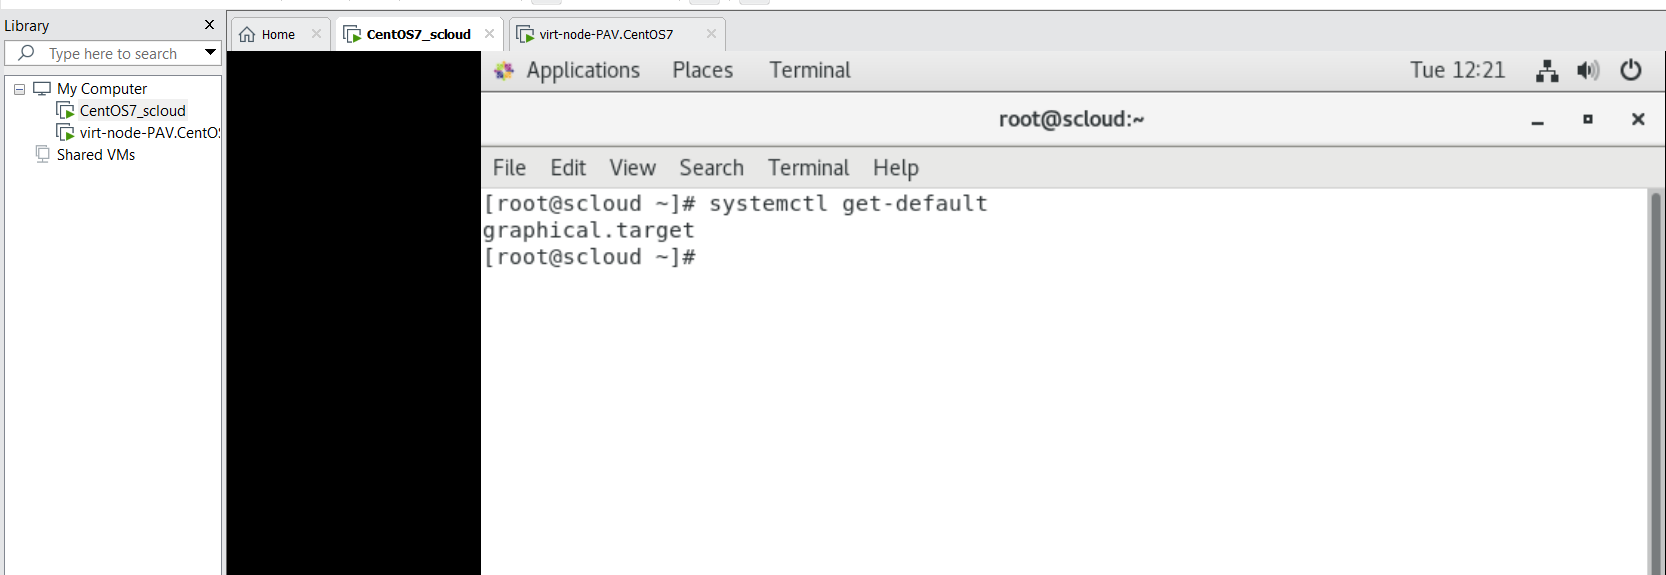 Library
Type here to search
My Computer
CentOS7_scloud
virt-node-PAV.CentO
Shared VMs
Home
CentOS7_scloud
virt-node-PAV.CentOS7
Applications Places Terminal Tue 12:21
root@scloud:~
File Edit View Search Terminal Help
[root@scloud ~]# systemctl get-default
graphical.target
[root@scloud ~]#